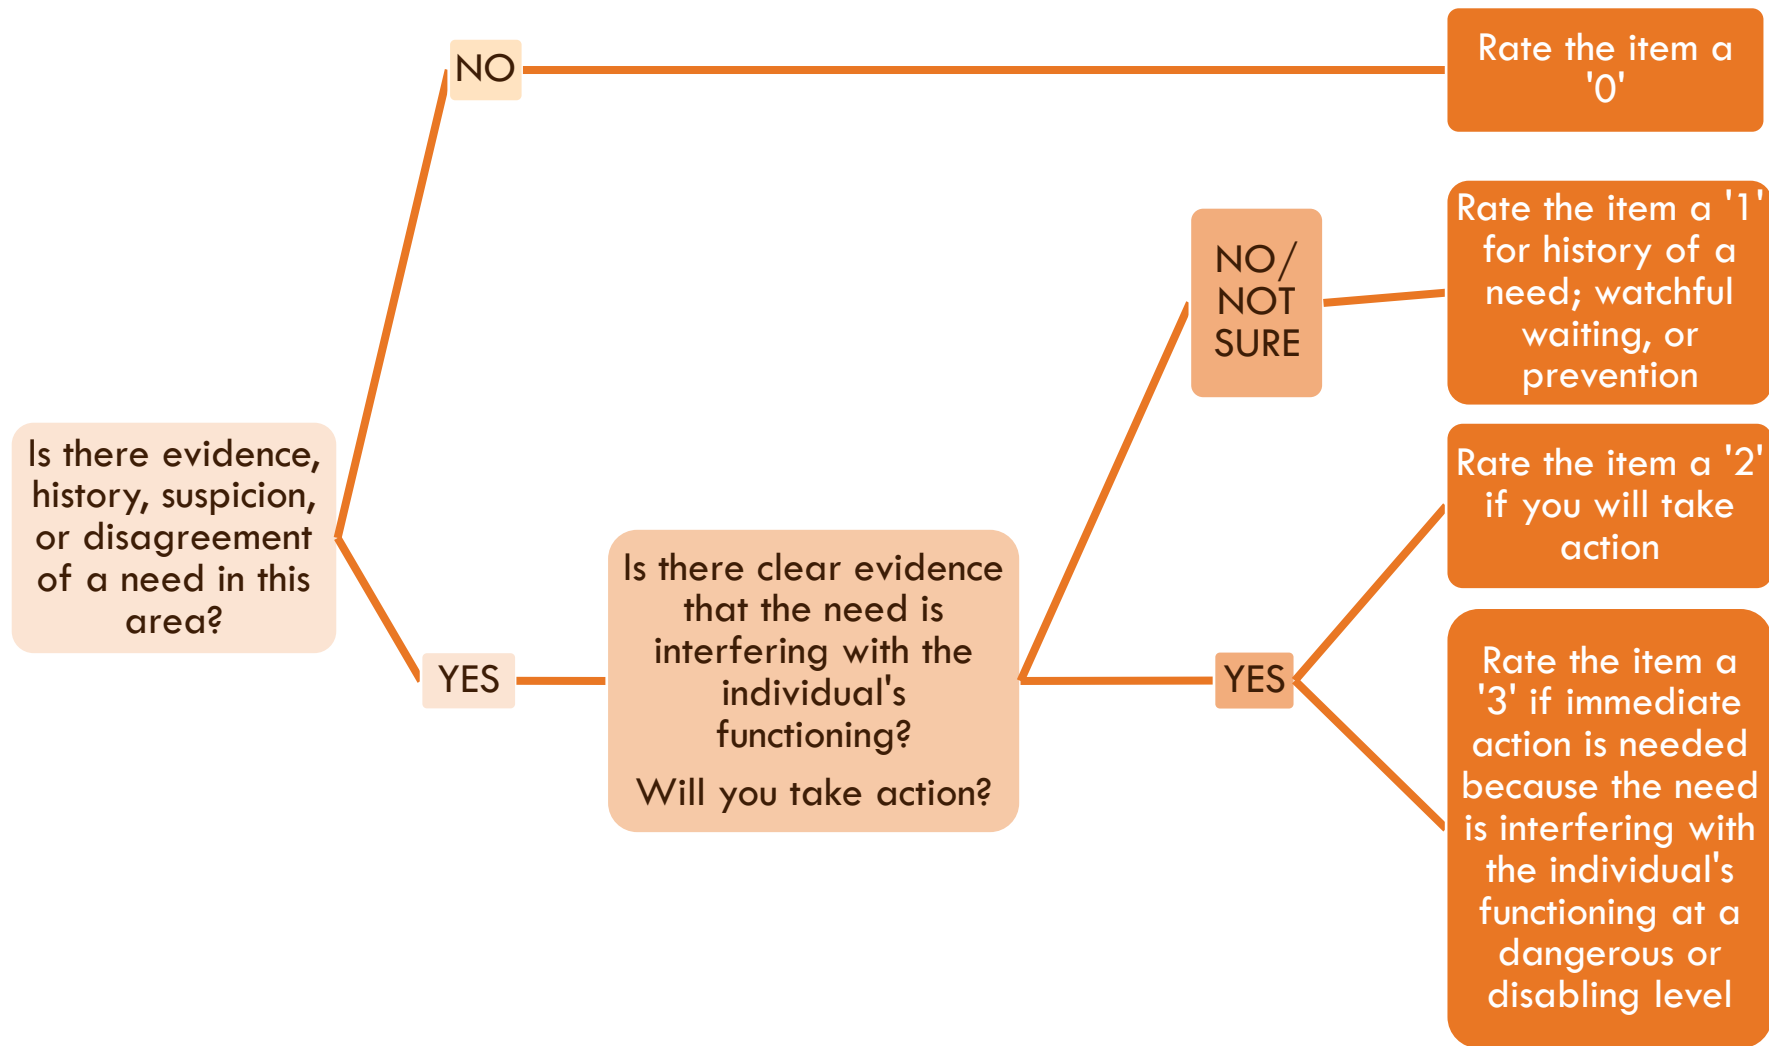 NO
Rate the item a
'0'
Is there evidence,
history, suspicion,
or disagreement
of a need in this
area?
YES
Is there clear evidence
that the need is
interfering with the
individual's
functioning?
Will you take action?
NO/
NOT
SURE
Rate the item a '1'
for history of a
need; watchful
waiting, or
prevention
YES
Rate the item a '2'
if you will take
action
Rate the item a
'3' if immediate
action is needed
because the need
is interfering with
the individual's
functioning at a
dangerous or
disabling level